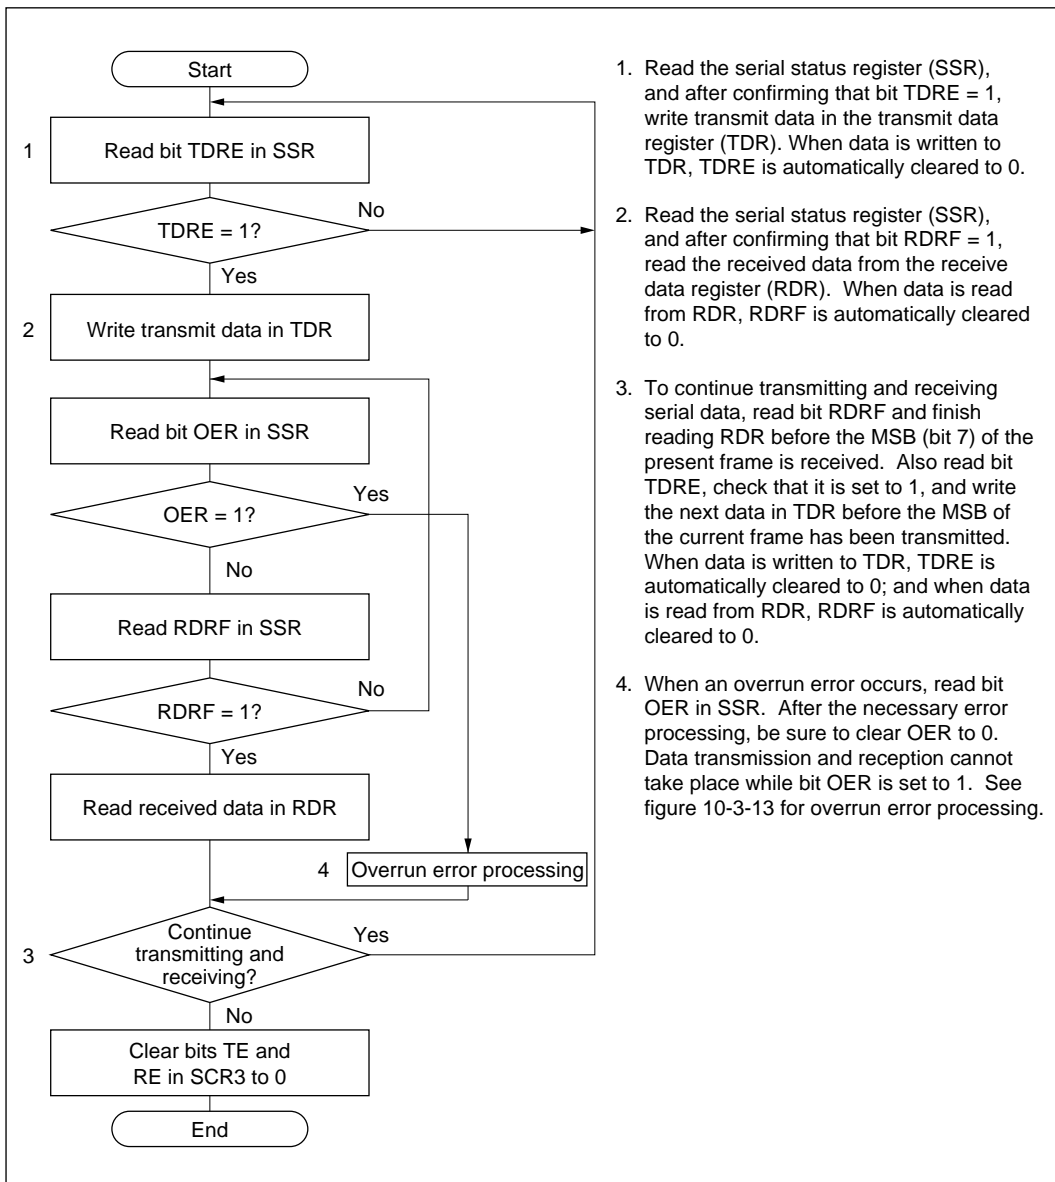 Start
1
Read bit TDRE in SSR
TDRE = 1?
No
Yes
2
Write transmit data in TDR
Read bit OER in SSR
OER = 1?
Yes
No
Read RDRF in SSR
RDRF = 1?
No
Yes
Read received data in RDR
4
Overrun error processing
3
Continue
transmitting and
receiving?
Yes
No
Clear bits TE and
RE in SCR3 to 0
End
1. Read the serial status register (SSR),
and after confirming that bit TDRE = 1,
write transmit data in the transmit data
register (TDR). When data is written to
TDR, TDRE is automatically cleared to 0.
2. Read the serial status register (SSR),
and after confirming that bit RDRF = 1,
read the received data from the receive
data register (RDR). When data is read
from RDR, RDRF is automatically cleared
to 0.
3. To continue transmitting and receiving
serial data, read bit RDRF and finish
reading RDR before the MSB (bit 7) of the
present frame is received. Also read bit
TDRE, check that it is set to 1, and write
the next data in TDR before the MSB of
the current frame has been transmitted.
When data is written to TDR, TDRE is
automatically cleared to 0; and when data
is read from RDR, RDRF is automatically
cleared to 0.
4. When an overrun error occurs, read bit
OER in SSR. After the necessary error
processing, be sure to clear OER to 0.
Data transmission and reception cannot
take place while bit OER is set to 1. See
figure 10-3-13 for overrun error processing.